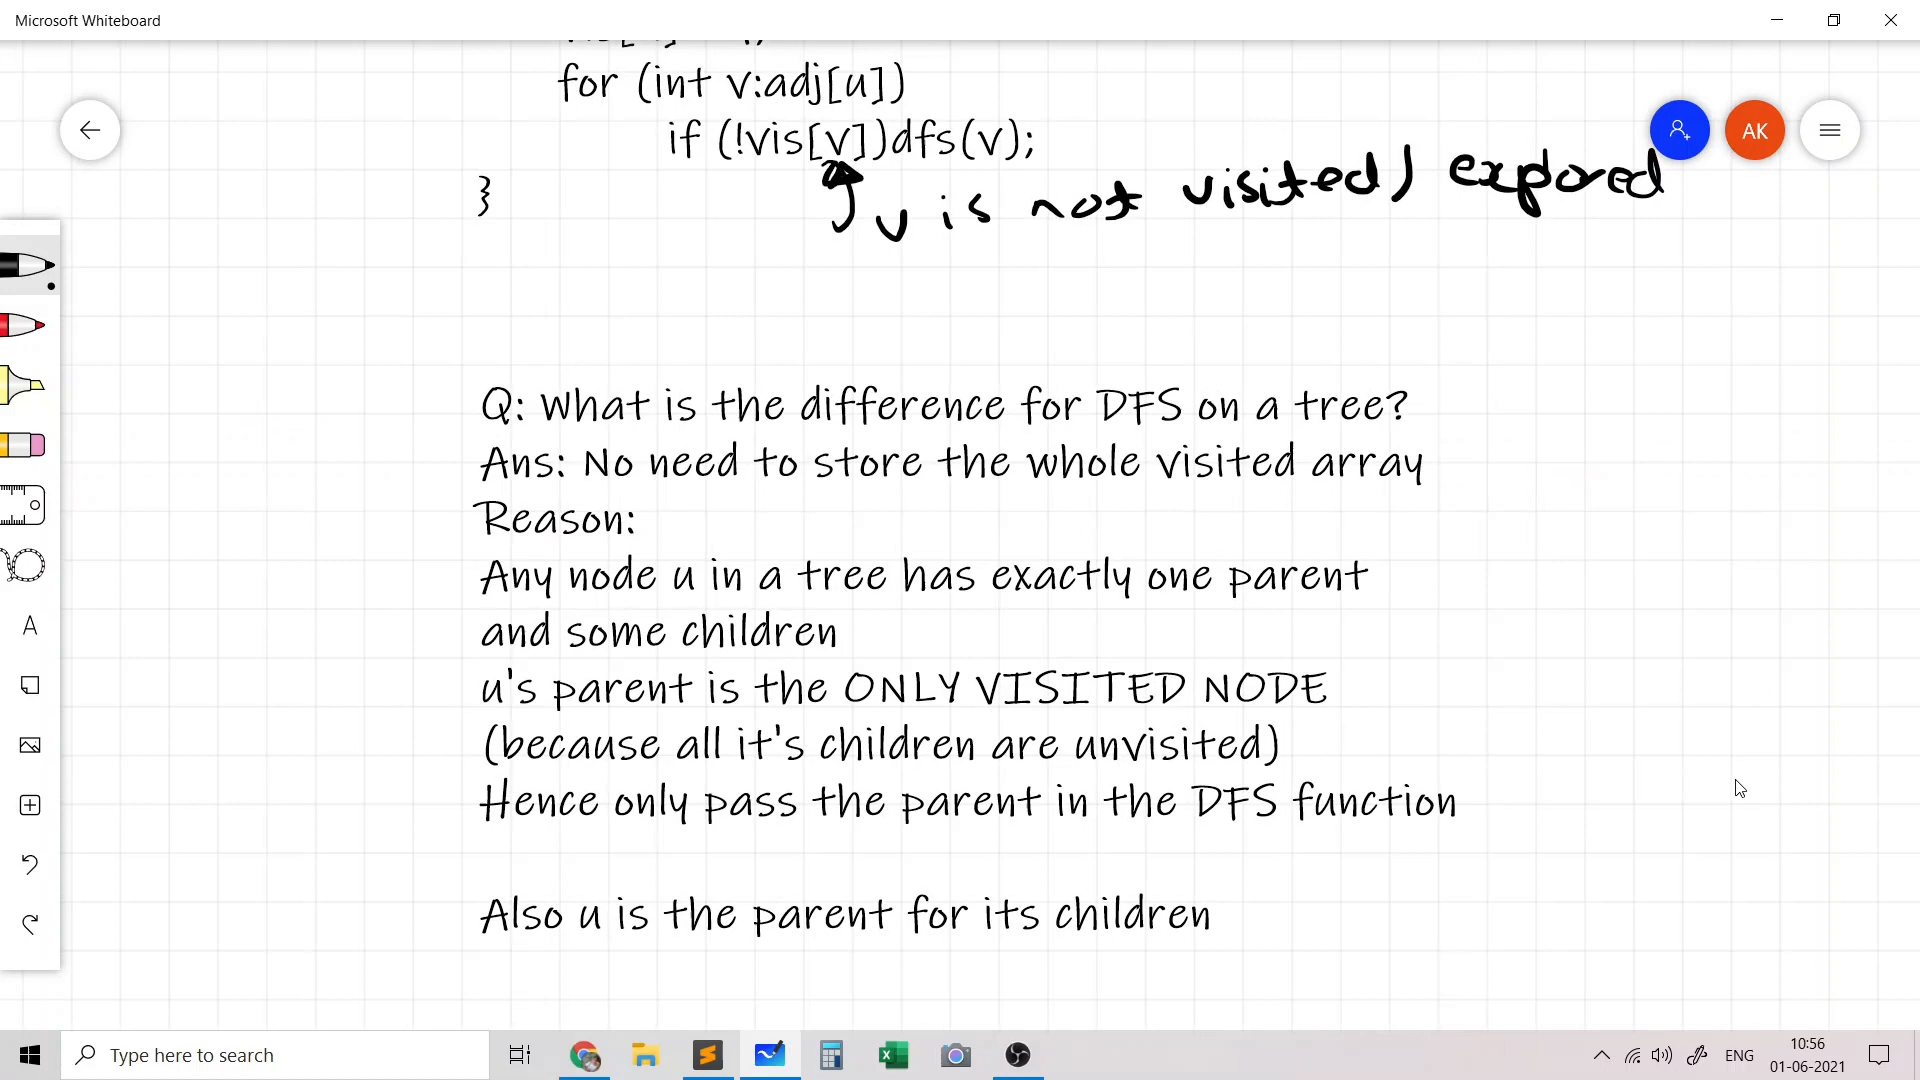 Microsoft Whiteboard
for (int v:adj[u])
if (!vis[v])dfs(v);
}
v is not visited) expored
AK
Q: What is the difference for DFS on a tree?
Ans: No need to store the whole visited array
Reason:
Any node u in a tree has exactly one parent
and some children
u's parent is the ONLY VISITED NODE
(because all it's children are unvisited)
Hence only pass the parent in the DFS function
Also u is the parent for its children
Type here to search
ENG
10:56
01-06-2021